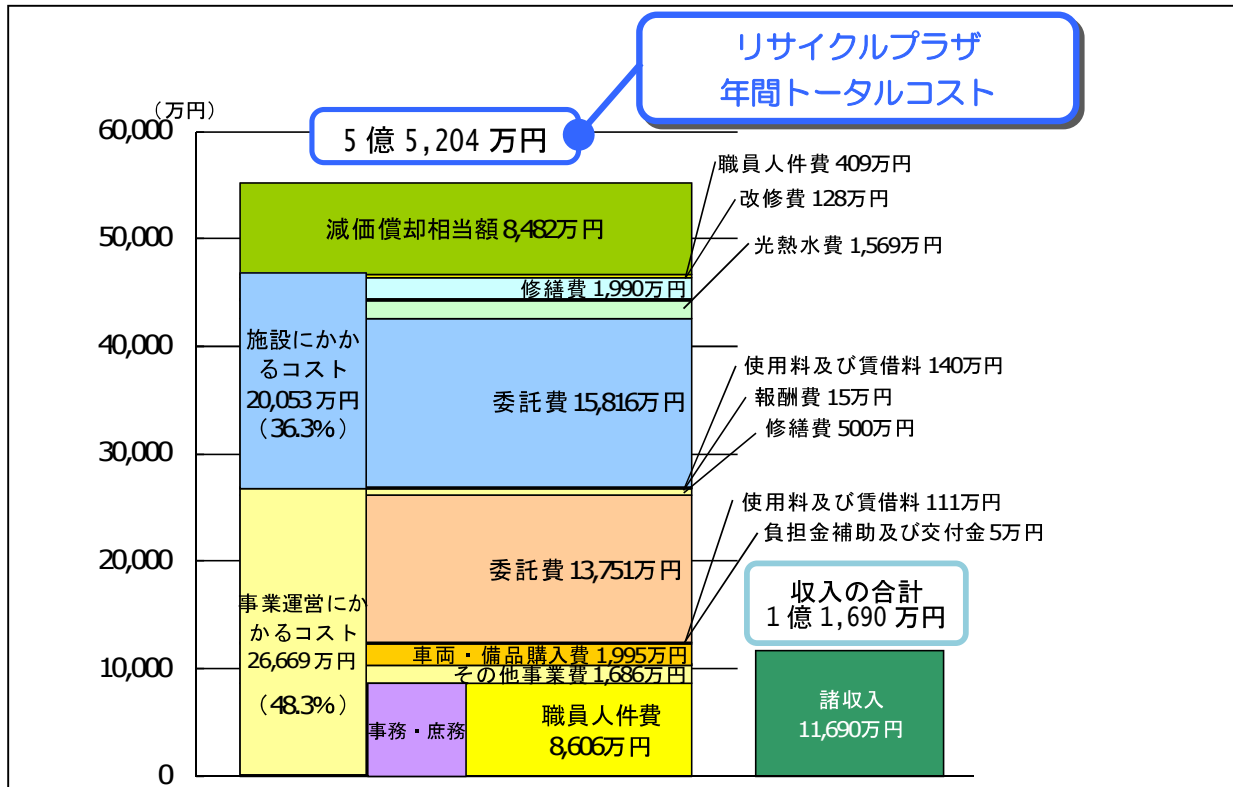 リサイクルプラザ
年間トータルコスト
（万円）
5 億 5,204 万円
60,000
50,000
40,000
30,000
20,000
10,000
0
減価償却相当額 8,482万円
職員人件費 409万円
改修費 128万円
光熱水費 1,569万円
修繕費 1,990万円
施設にかか
るコスト
20,053 万円
（36.3%）
委託費 15,816万円
使用料及び賃借料 140万円
報酬費 15万円
修繕費 500万円
使用料及び賃借料 111万円
負担金補助及び交付金 5万円
委託費 13,751万円
事業運営にか
かるコスト
26,669 万円
（48.3%）
車両・備品購入費 1,995万円
その他事業費 1,686万円
事務・庶務
職員人件費
8,606万円
収入の合計
1 億 1,690 万円
諸収入
11,690万円